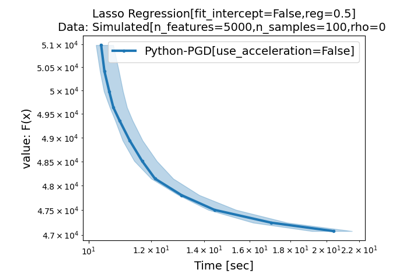 Lasso Regression[fit_intercept=False,reg=0.5]
Data: Simulated[n_features=5000,n_samples=100,rho=0
Python-PGD[use_acceleration=False]
value: F(x)
5.1 × 10⁴
5.05 × 10⁴
5 × 10⁴
4.95 × 10⁴
4.9 × 10⁴
4.85 × 10⁴
4.8 × 10⁴
4.75 × 10⁴
4.7 × 10⁴
10¹ 1.2 × 10¹ 1.4 × 10¹ 1.6 × 10¹ 1.8 × 10¹ 2 × 10¹ 2.2 × 10¹
Time [sec]